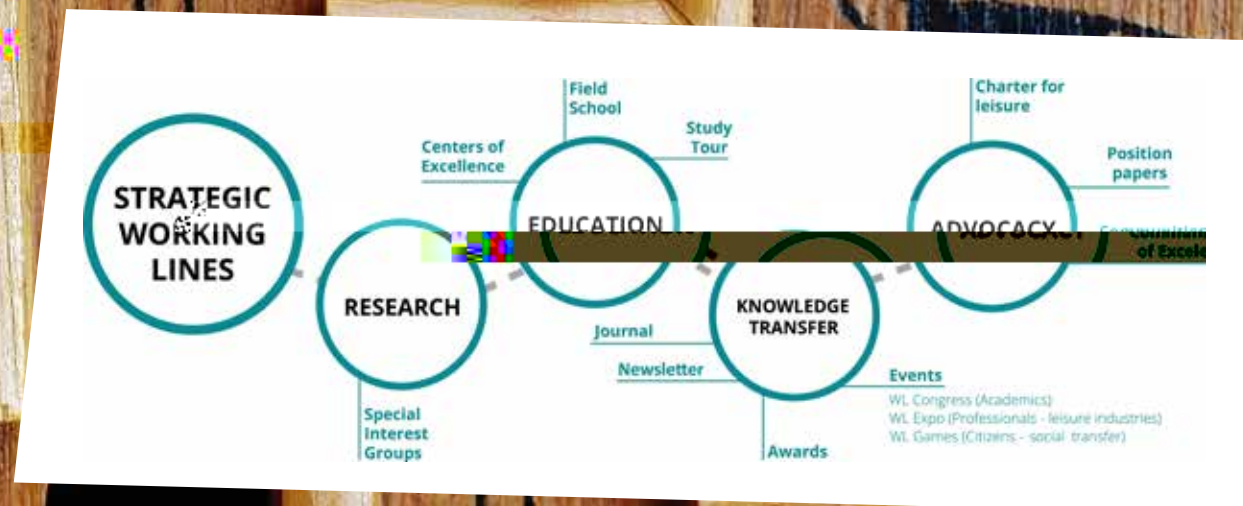 STRATEGIC
WORKING
LINES
RESEARCH
Special
Interest
Groups
Centers of
Excellence
Field
School
Study
Tour
EDUCATION
Journal
Newsletter
KNOWLEDGE
TRANSFER
Awards
Events
WL Congress (Academics)
WL Expo (Professionals - leisure industries)
WL Games (Citizens - social transfer)
Charter for
leisure
Position
papers
of